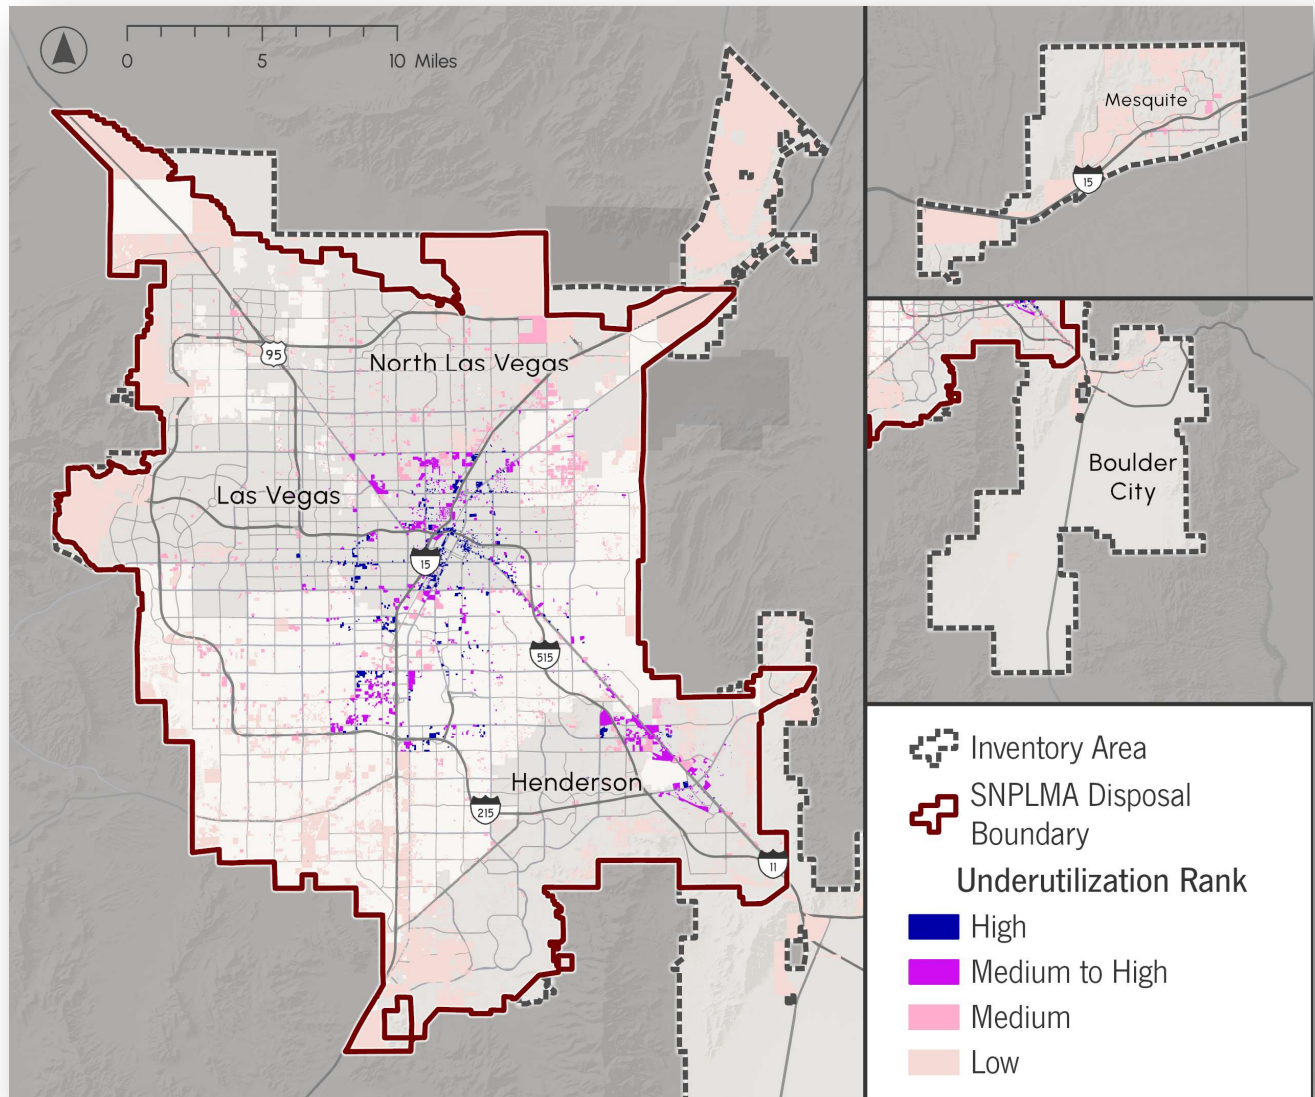 0 5 10 Miles
Mesquite
15
95
North Las Vegas
Las Vegas
15
515
Henderson
215
11
Boulder
City
Inventory Area
SNPLMA Disposal
Boundary
Underutilization Rank
High
Medium to High
Medium
Low